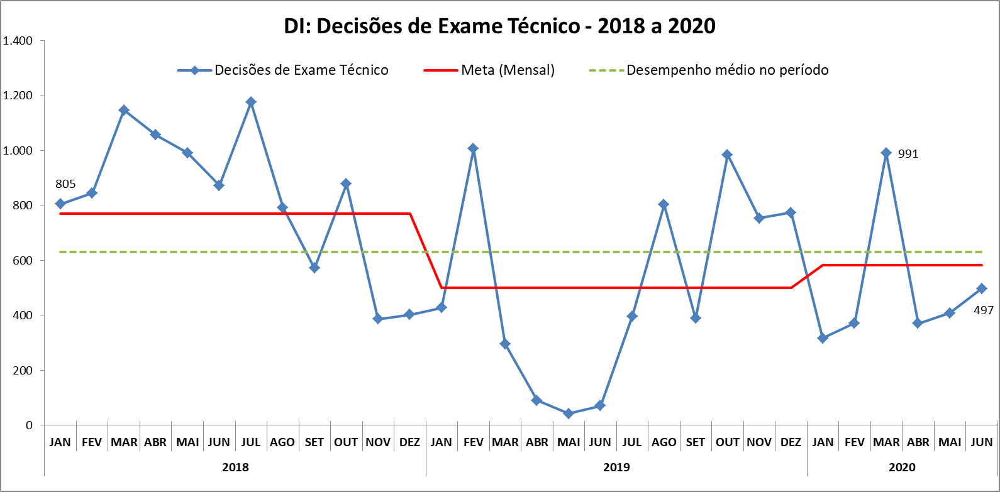 DI: Decisões de Exame Técnico - 2018 a 2020
1.400
Decisões de Exame Técnico Meta (Mensal) Desempenho médio no período
1.200
1.000
991
805
800
600
400
497
200
0
JAN FEV MAR ABR MAI JUN JUL AGO SET OUT NOV DEZ JAN FEV MAR ABR MAI JUN JUL AGO SET OUT NOV DEZ JAN FEV MAR ABR MAI JUN
2018 2019 2020